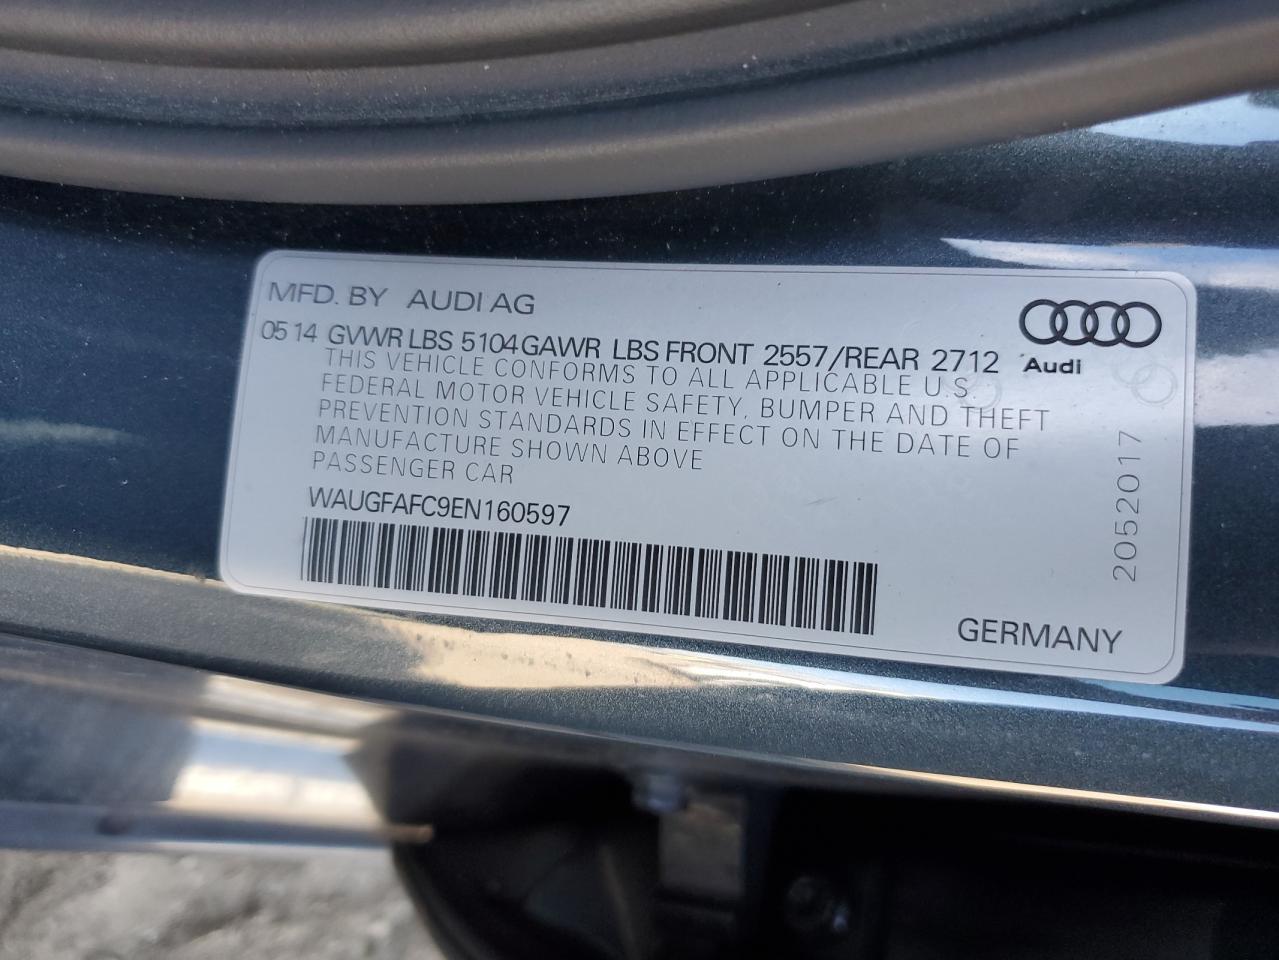 MFD. BY AUDI AG
05 14 GVWR LBS 5104 GAWR LBS FRONT 2557/REAR 2712
Audi
THIS VEHICLE CONFORMS TO ALL APPLICABLE U.S
FEDERAL MOTOR VEHICLE SAFETY, BUMPER AND THEFT
PREVENTION STANDARDS IN EFFECT ON THE DATE OF
MANUFACTURE SHOWN ABOVE
PASSENGER CAR
WAUGFAFC9EN160597
2052017
GERMANY